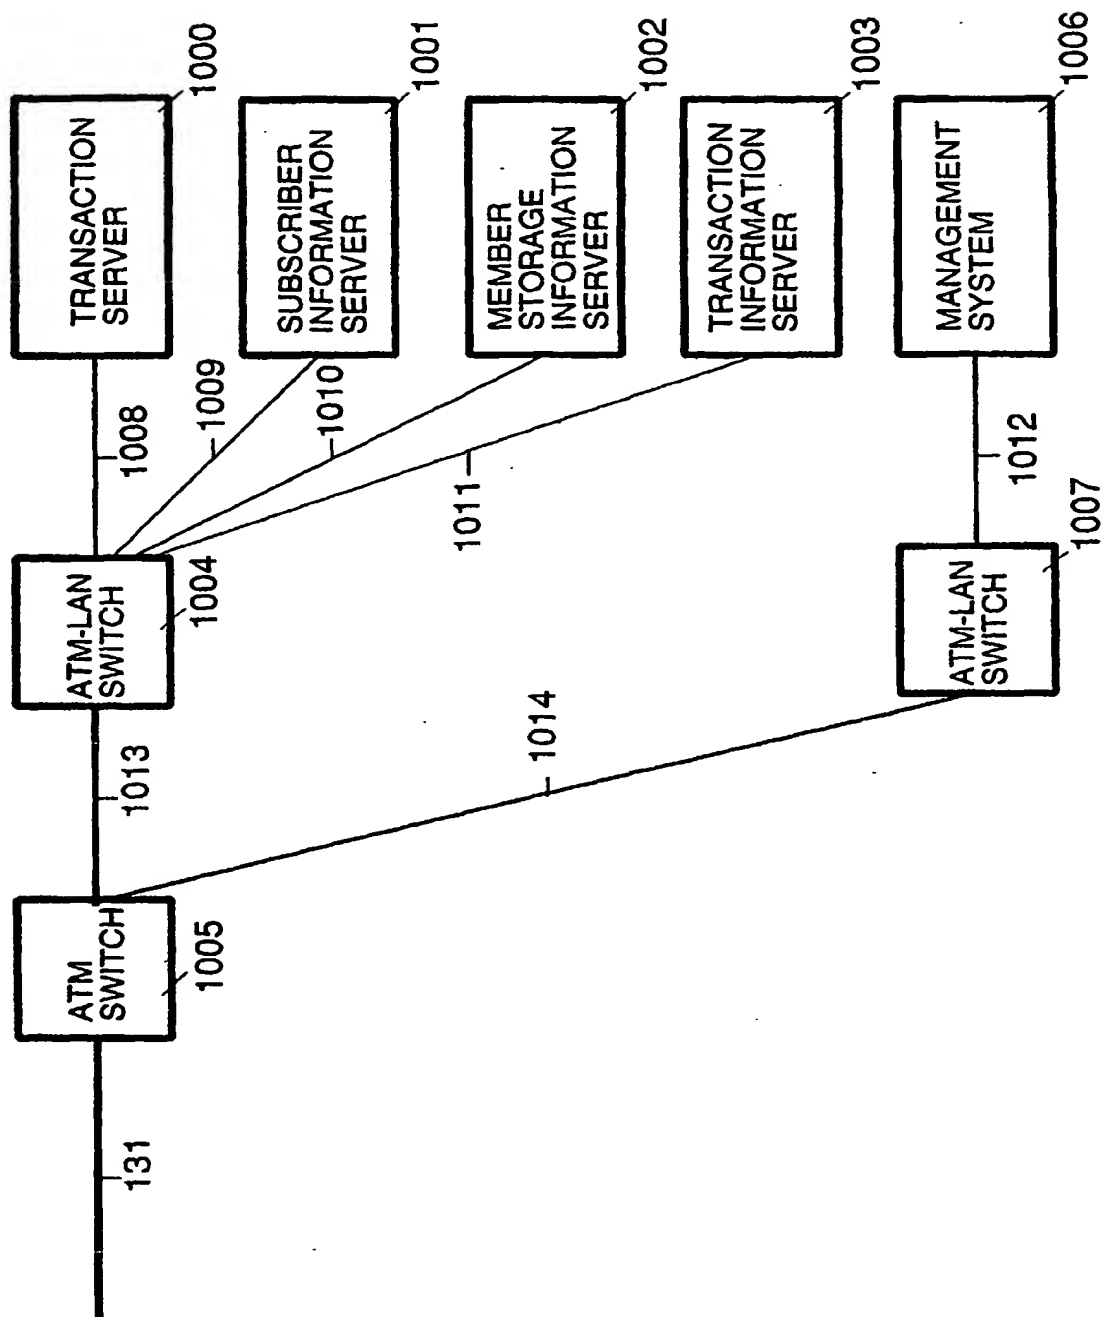 TRANSACTION
SERVER
1000
SUBSCRIBER
INFORMATION
SERVER
1001
MEMBER
STORAGE
INFORMATION
SERVER
1002
TRANSACTION
INFORMATION
SERVER
1003
MANAGEMENT
SYSTEM
1006
1008
1009
1010
1011
1012
ATM-LAN
SWITCH
1004
ATM-LAN
SWITCH
1007
1013
1014
ATM
SWITCH
1005
131